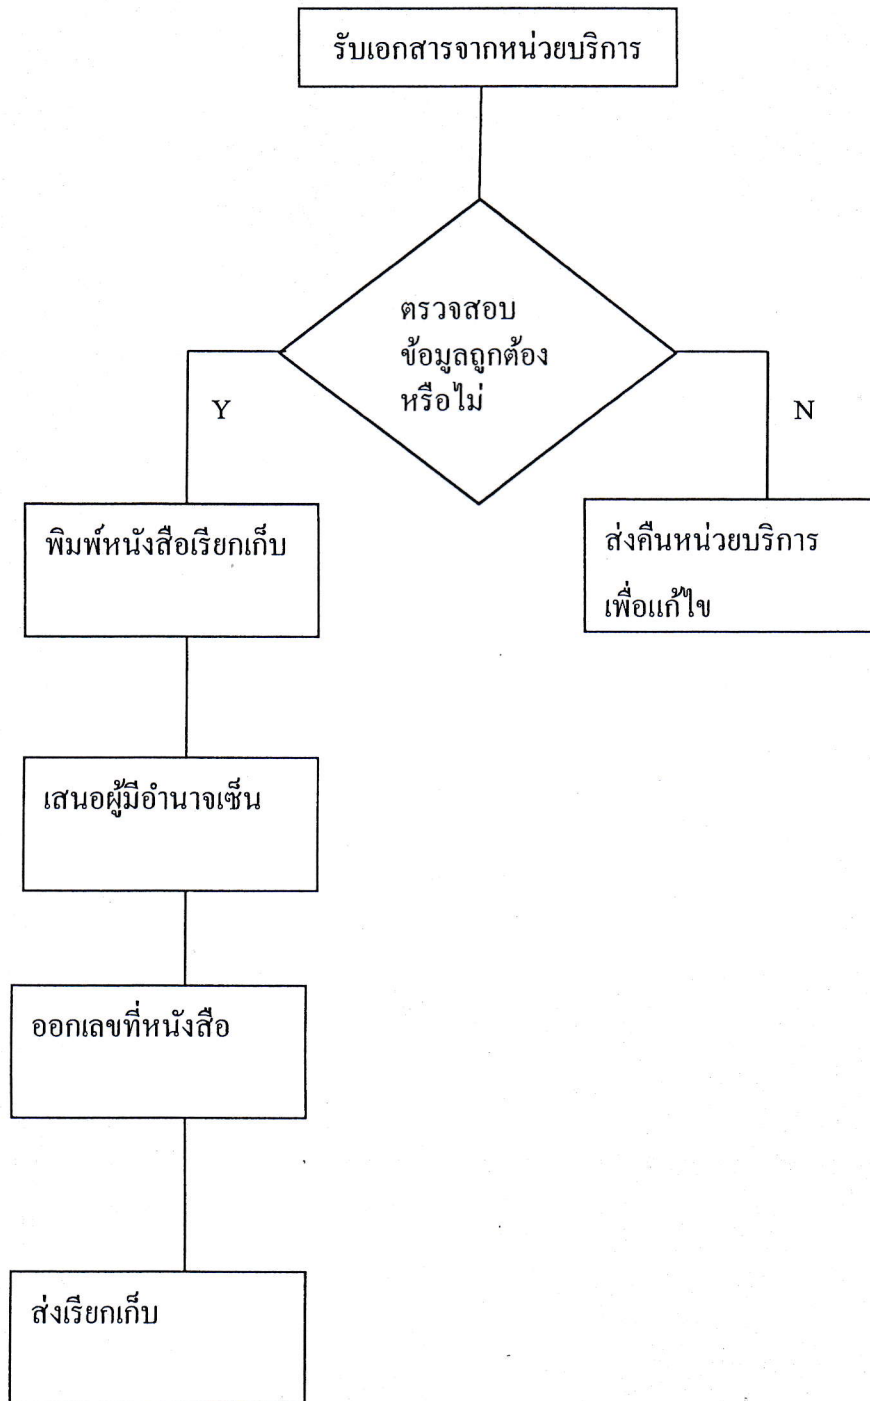 รับเอกสารจากหน่วยบริการ
ตรวจสอบ
ข้อมูลถูกต้อง
หรือไม่
Y
N
พิมพ์หนังสือเรียกเก็บ
ส่งคืนหน่วยบริการ
เพื่อแก้ไข
เสนอผู้มีอำนาจเซ็น
ออกเลขที่หนังสือ
ส่งเรียกเก็บ